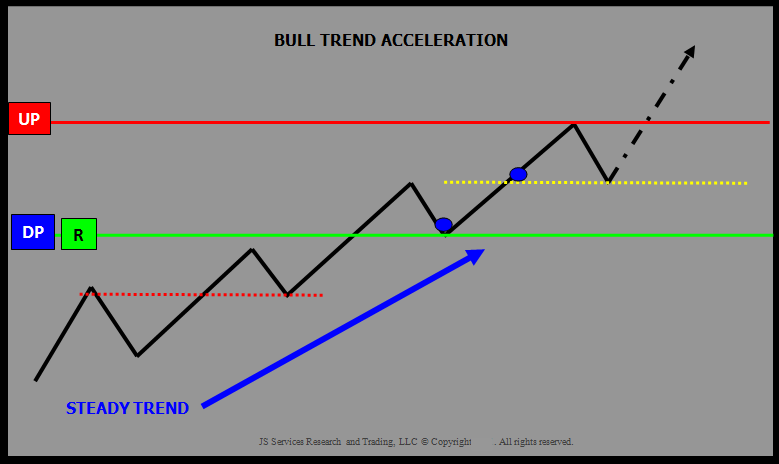 BULL TREND ACCELERATION
UP
DP
R
STEADY TREND
JS Services Research and Trading, LLC © Copyright . All rights reserved.